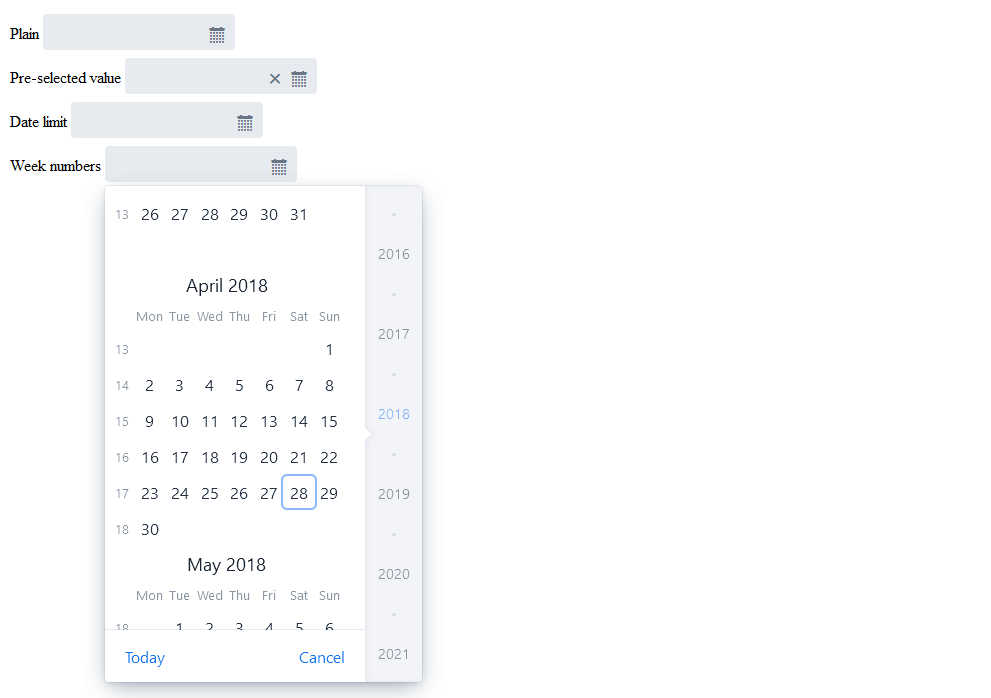 Plain
Pre-selected value
Date limit
Week numbers
13 26 27 28 29 30 31
April 2018
Mon Tue Wed Thu Fri Sat Sun
13 1
14 2 3 4 5 6 7 8
15 9 10 11 12 13 14 15
16 16 17 18 19 20 21 22
17 23 24 25 26 27 28 29
18 30
May 2018
Mon Tue Wed Thu Fri Sat Sun
18 1 2 3 4 5 6
Today Cancel
2016
2017
2018
2019
2020
2021